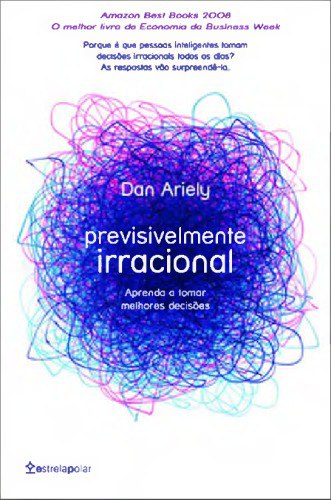 Amazon Best Books 2008
O melhor livro de Economia da Business Week
Porque é que pessoas inteligentes tomam
decisões irracionais todos os dias?
As respostas vão surpreendê-la.
Dan Ariely
previsivelmente
irracional
Aprenda a tomar
melhores decisões
estrelapolar